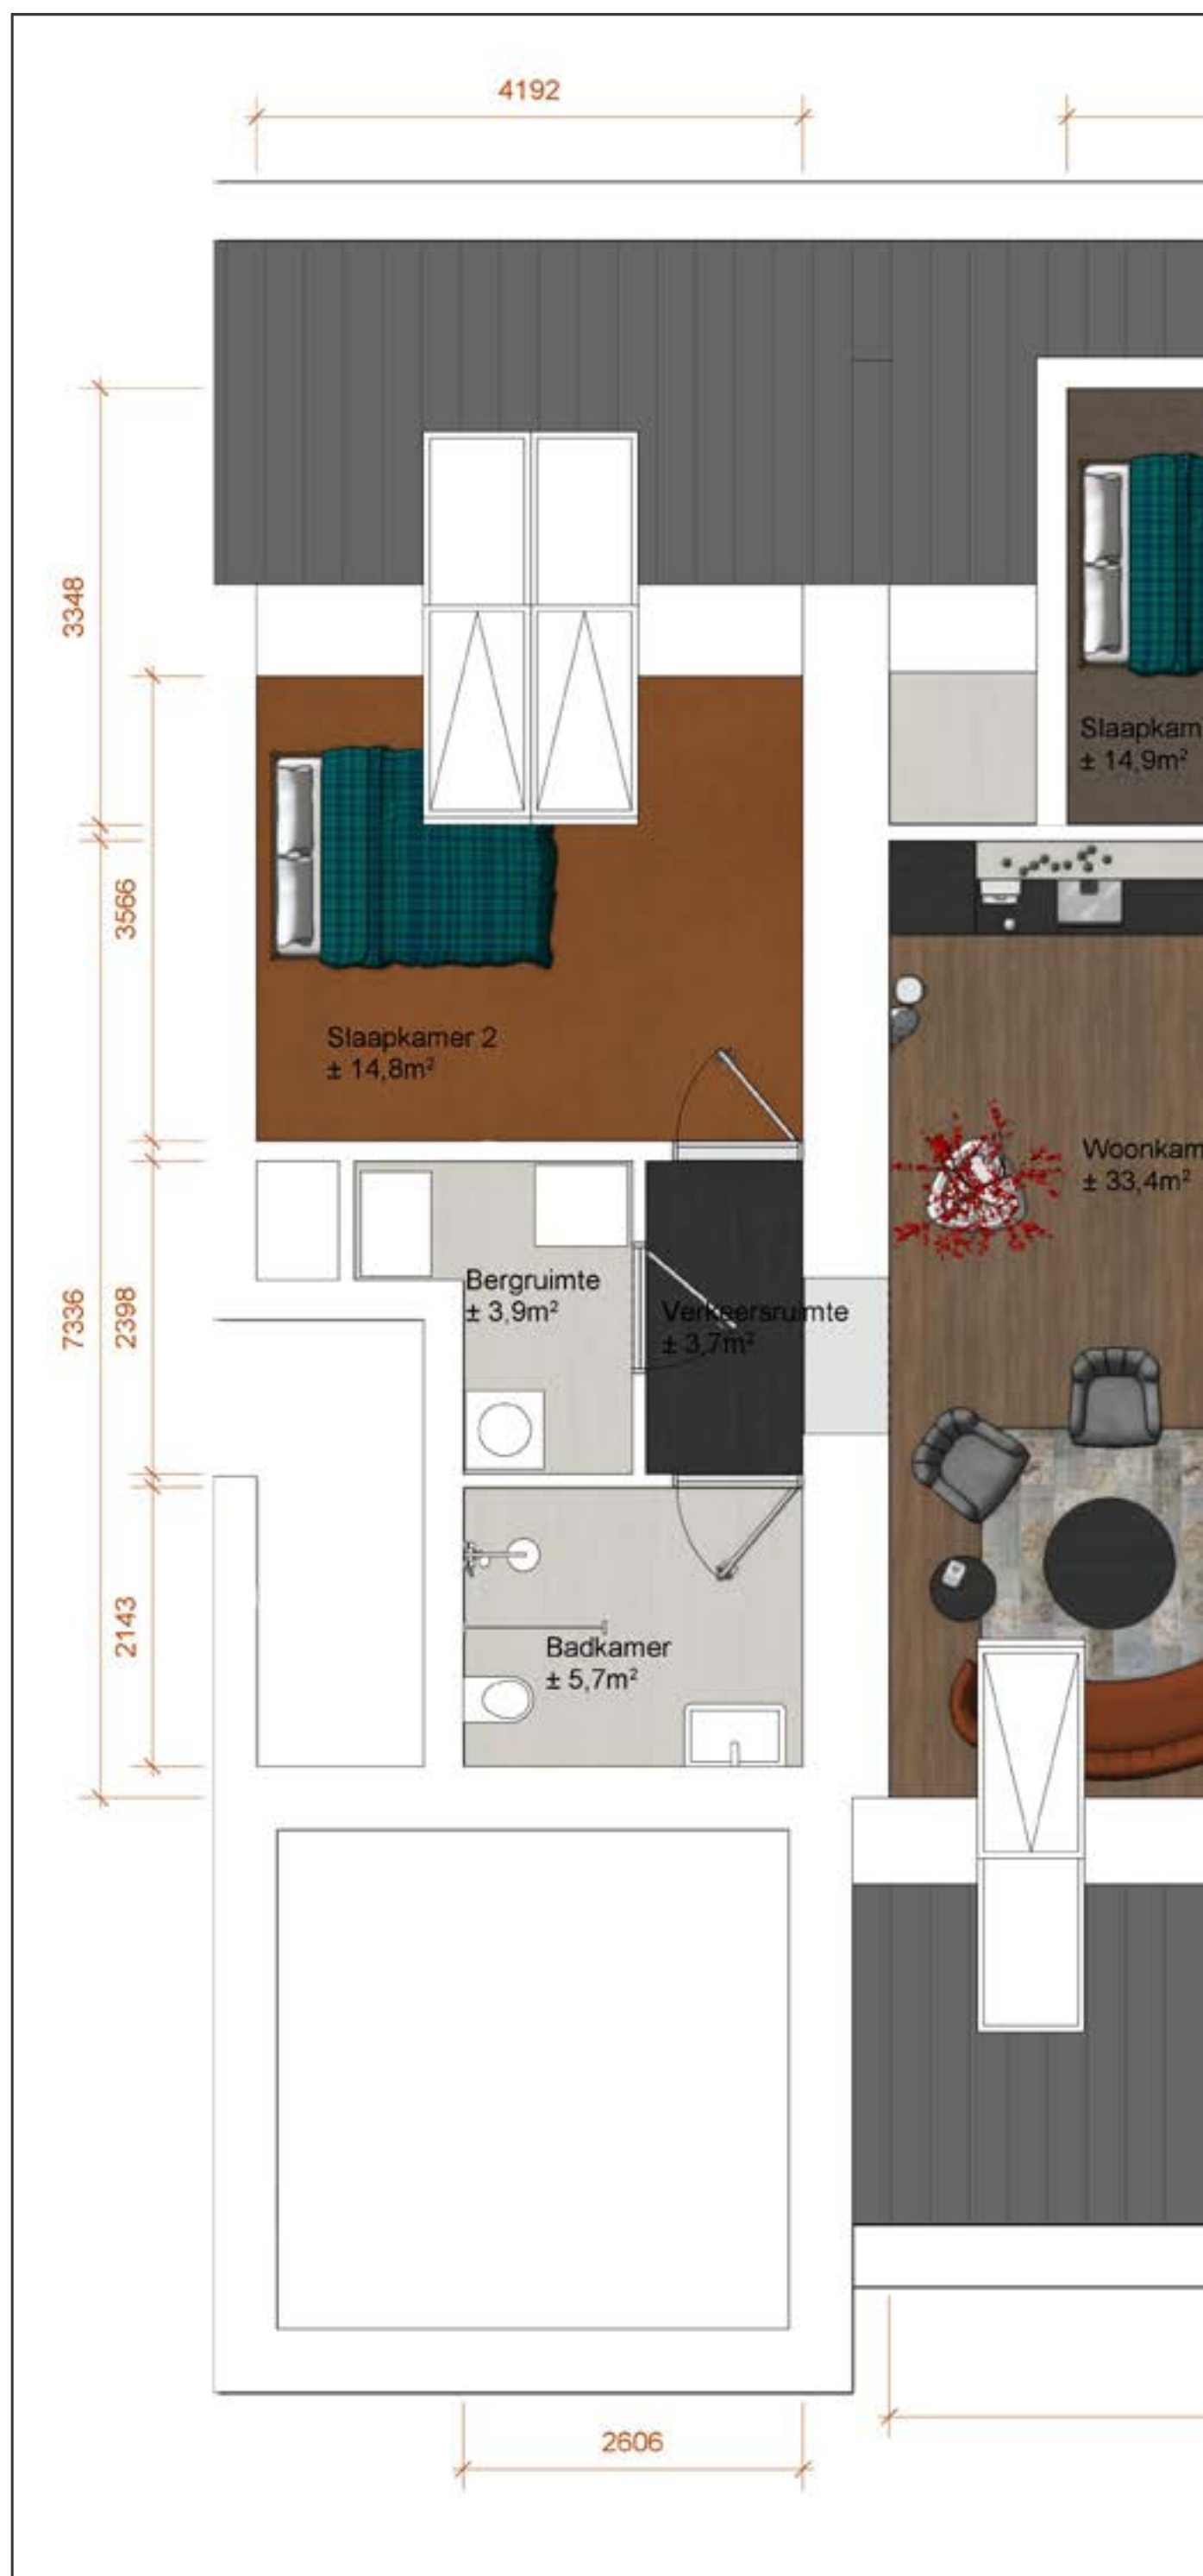 4192
3348
Slaapkam
± 14,9m²
3566
Slaapkamer 2
± 14,8m²
Woonkam
± 33,4m²
7336
2398
Bergruimte
± 3,9m²
Verkeersruimte
± 3,7m²
2143
Badkamer
± 5,7m²
2606